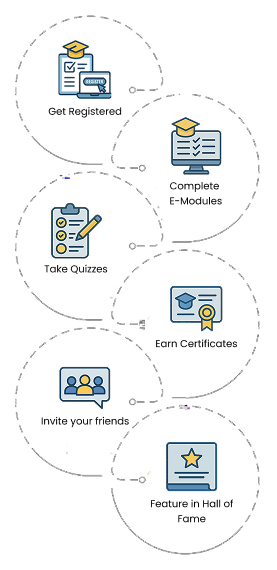 REGISTER
Get Registered
Complete
E-Modules
Take Quizzes
Earn Certificates
Invite your friends
Feature in Hall of
Fame